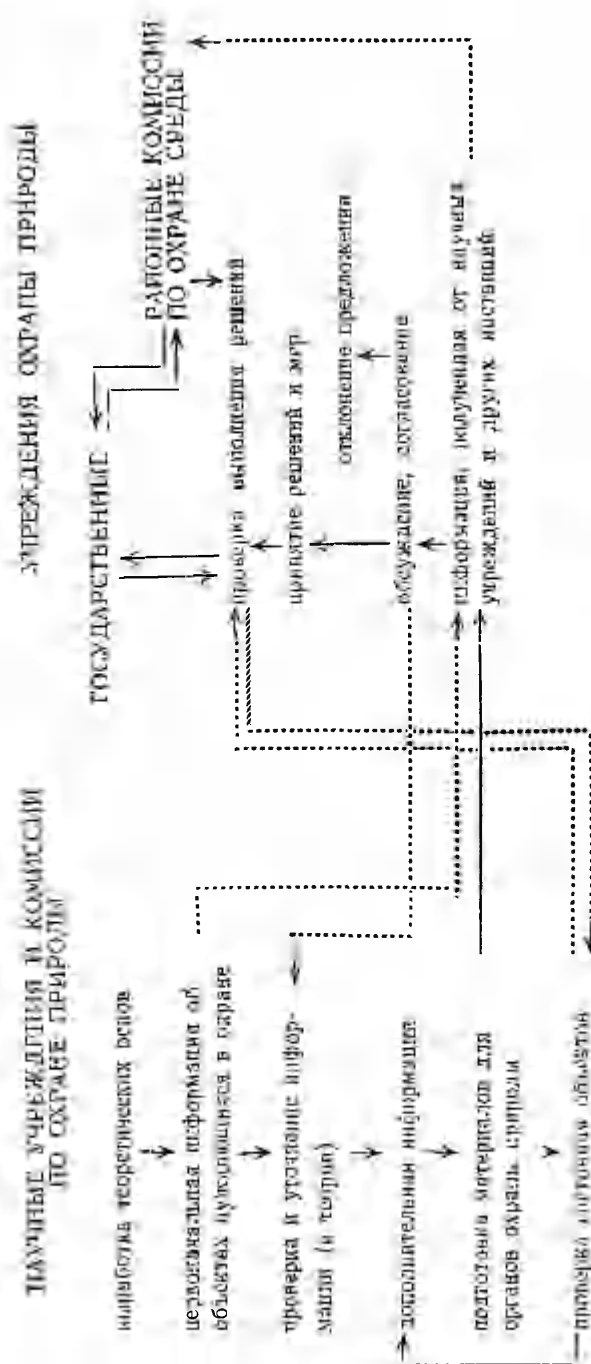 НАУЧНЫЕ УЧРЕЖДЕНИЯ И КОМИССИИ
ПО ОХРАНЕ ПРИРОДЫ
выработка теоретических основ
первоначальная информация об
объектах нуждающихся в охране
проверка и уточнение инфор-
мации (и теории)
дополнительная информация
подготовка материалов для
органов охраны природы
проверка состояния объектов
УЧРЕЖДЕНИЯ ОХРАНЫ ПРИРОДЫ
ГОСУДАРСТВЕННЫЕ
РАЙОННЫЕ КОМИССИИ
ПО ОХРАНЕ СРЕДЫ
проверка выполнения решений
принятие решений и мер
отклонение предложения
обсуждение, согласование
информация, полученная от научных
учреждений и других инстанций